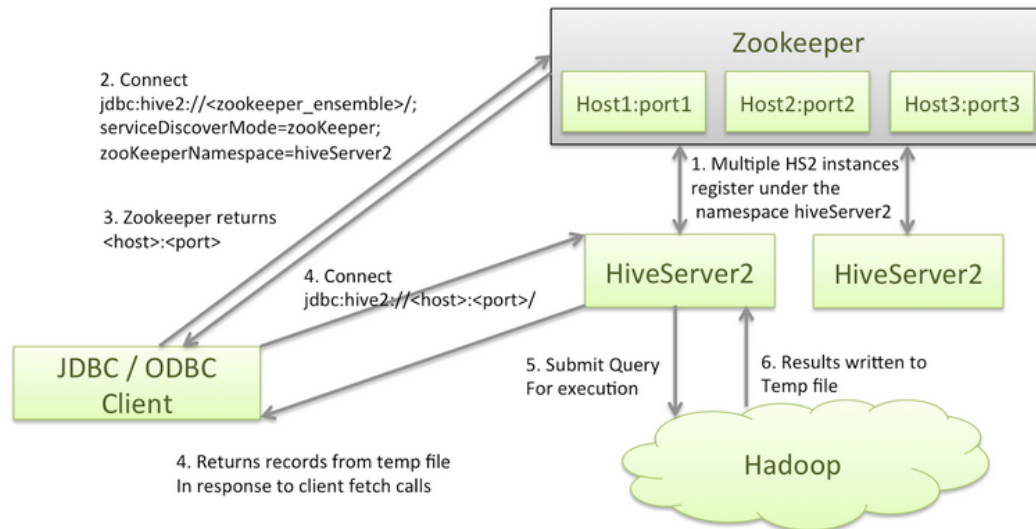 Zookeeper
Host1:port1
Host2:port2
Host3:port3
2. Connect
jdbc:hive2://<zookeeper_ensemble>/;
serviceDiscoverMode=zooKeeper;
zooKeeperNamespace=hiveServer2
1. Multiple HS2 instances
register under the
namespace hiveServer2
3. Zookeeper returns
<host>:<port>
4. Connect
jdbc:hive2://<host>:<port>/
HiveServer2
HiveServer2
JDBC / ODBC
Client
5. Submit Query
For execution
6. Results written to
Temp file
4. Returns records from temp file
In response to client fetch calls
Hadoop